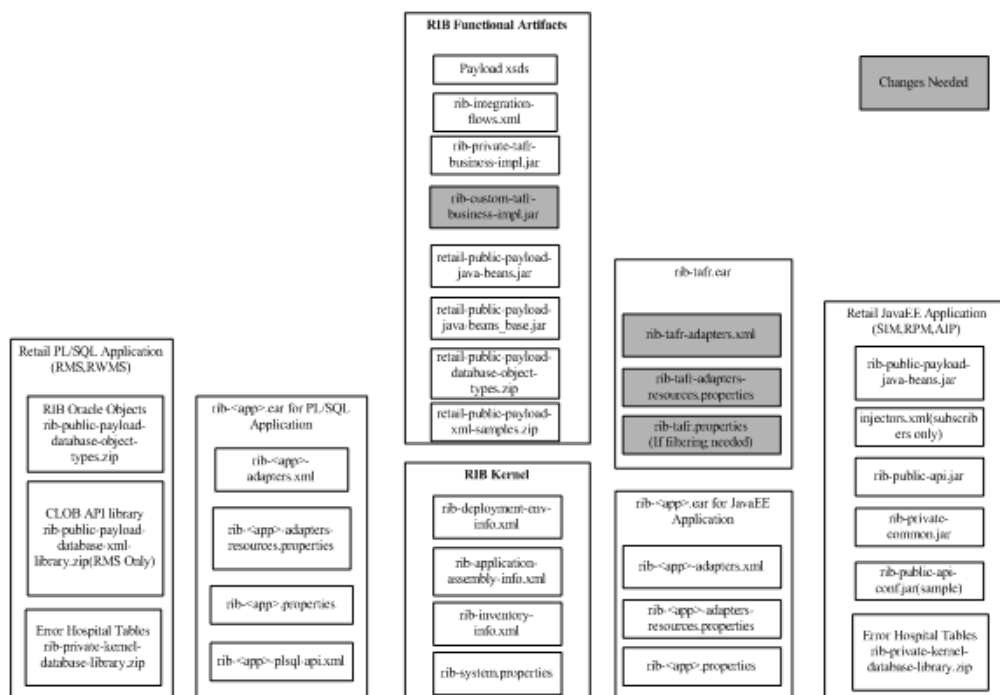 RIB Functional Artifacts
Payload xsds
rib-integration-
flows.xml
rib-private-tafr-
business-impl.jar
rib-custom-tafr-
business-impl.jar
retail-public-payload-
java-beans.jar
retail-public-payload-
java-beans_base.jar
retail-public-payload-
database-object-
types.zip
retail-public-payload-
xml-samples.zip
Changes Needed
rib-tafr.ear
rib-tafr-adapters.xml
rib-tafr-adapters-
resources.properties
rib-tafr.properties
(If filtering needed)
Retail JavaEE Application
(SIM,RPM,AIP)
rib-public-payload-
java-beans.jar
injectors.xml(subscri
bers only)
rib-public-api.jar
rib-private-
common.jar
rib-public-api-
conf.jar(sample)
Error Hospital Tables
rib-private-kernel-
database-library.zip
Retail PL/SQL Application
(RMS,RWMS)
RIB Oracle Objects
rib-public-payload-
database-object-
types.zip
CLOB API library
rib-public-payload-
database-xml-
library.zip(RMS Only)
Error Hospital Tables
rib-private-kernel-
database-library.zip
rib-<app>.ear for PL/SQL
Application
rib-<app>-
adapters.xml
rib-<app>-adapters-
resources.properties
rib-<app>.properties
rib-<app>-plsql-api.xml
RIB Kernel
rib-deployment-env-
info.xml
rib-application-
assembly-info.xml
rib-inventory-
info.xml
rib-system.properties
rib-<app>.ear for JavaEE
Application
rib-<app>-adapters.xml
rib-<app>-adapters-
resources.properties
rib-<app>.properties